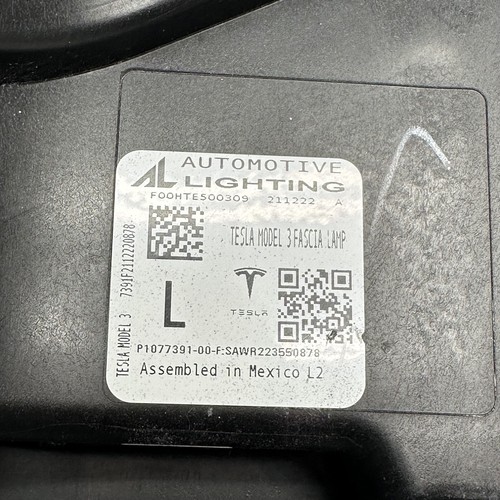 AUTOMOTIVE
AL LIGHTING
F00HTE500309 211222 A
TESLA MODEL 3 FASCIA LAMP
TESLA MODEL 3 7391F2112220878
L
TESLA
P1077391-00-F:SAWR223550878
Assembled in Mexico L2